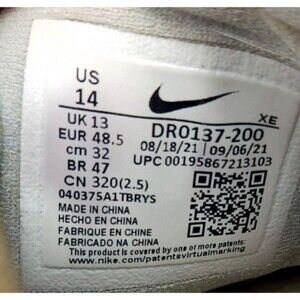 US
14
XE
UK 13
DR0137-200
EUR 48.5
08/18/21 | 09/06/21
cm 32
UPC 00195867213103
BR 47
CN 320(2.5)
040375A1TBRYS
MADE IN CHINA
HECHO EN CHINA
FABRIQUE EN CHINE
FABRICADO NA CHINA
This product is covered by one or more patents.
www.nike.com/patentsvirtualmarking